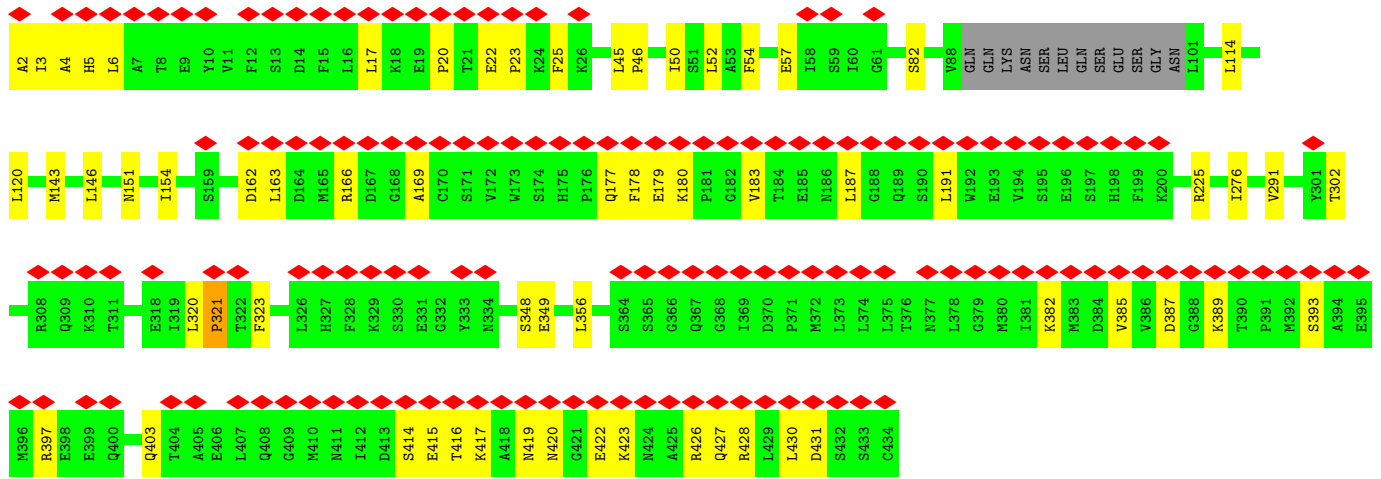 A2 I3 A4 H5 L6 A7 T8 E9 Y10 V11 F12 S13 D14 F15 L16 L17 K18 E19 P20 T21 E22 P23 K24 F25 K26 L45 P46 I50 S51 L52 A53 F54 E57 I58 S59 I60 G61 S82 V88 GLN GLN LYS ASN SER LEU GLN SER GLU SER GLY ASN L101 L114
L120 M143 L146 N151 I154 S159 D162 L163 D164 M165 R166 D167 G168 A169 C170 S171 V172 W173 S174 H175 P176 Q177 F178 E179 K180 P181 G182 V183 T184 E185 N186 L187 G188 Q189 S190 L191 W192 E193 V194 S195 E196 S197 H198 F199 K200 R225 I276 V291 Y301 T302
R308 Q309 K310 T311 E318 I319 L320 P321 T322 F323 L326 H327 F328 K329 S330 E331 G332 Y333 N334 S348 E349 L356 S364 S365 G366 Q367 G368 I369 D370 P371 M372 L373 L374 L375 T376 N377 L378 G379 M380 I381 K382 M383 D384 V385 V386 D387 G388 K389 T390 P391 M392 S393 A394 E395
M396 R397 E398 E399 Q400 Q403 T404 A405 E406 L407 Q408 G409 M410 N411 I412 D413 S414 E415 T416 K417 A418 N419 N420 G421 E422 K423 N424 A425 R426 Q427 R428 L429 L430 D431 S432 S433 C434